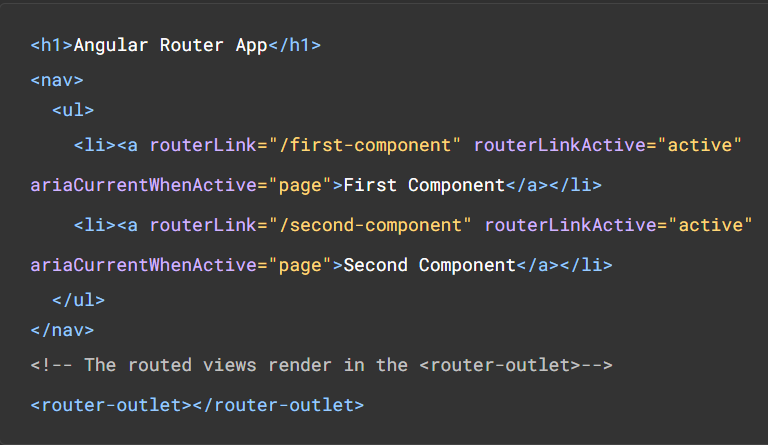 <h1>Angular Router App</h1>
<nav>
  <ul>
    <li><a routerLink="/first-component" routerLinkActive="active"
ariaCurrentWhenActive="page">First Component</a></li>
    <li><a routerLink="/second-component" routerLinkActive="active"
ariaCurrentWhenActive="page">Second Component</a></li>
  </ul>
</nav>
<!-- The routed views render in the <router-outlet>-->
<router-outlet></router-outlet>